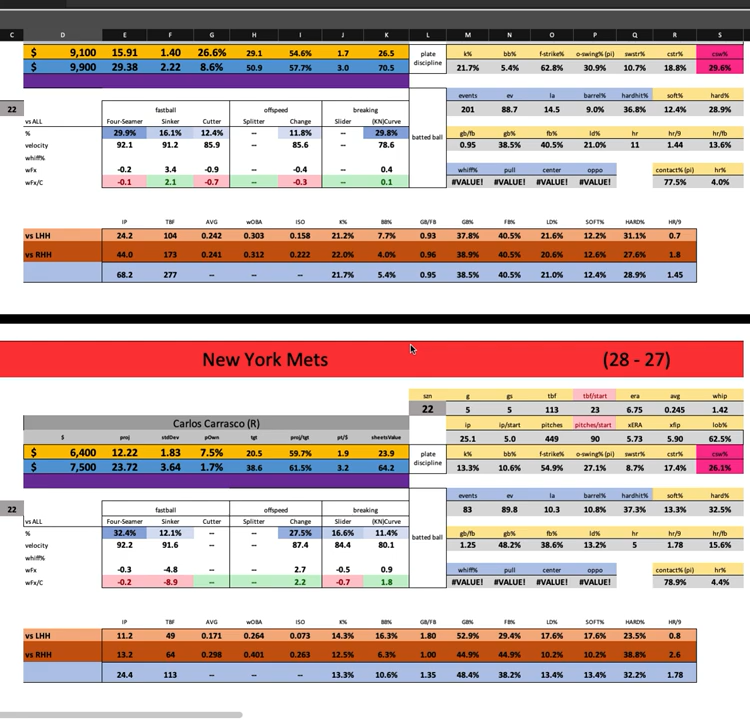 C D E F G H I J K L M N O P Q R S
$ 9,100 15.91 1.40 26.6% 29.1 54.6% 1.7 26.5 plate discipline k% bb% f-strike% o-swing% (pi) swstr% cstr% csw%
$ 9,900 29.38 2.22 8.6% 50.9 57.7% 3.0 70.5 21.7% 5.4% 62.8% 30.9% 10.7% 18.8% 29.6%
events ev la barrel% hardhit% soft% hard%
22 fastball offspeed breaking 201 88.7 14.5 9.0% 36.8% 12.4% 28.9%
vs ALL Four-Seamer Sinker Cutter Splitter Change Slider (KN)Curve
% 29.9% 16.1% 12.4% -- 11.8% -- 29.8% batted ball gb/fb gb% fb% ld% hr hr/9 hr/fb
velocity 92.1 91.2 85.9 -- 85.6 -- 78.6 0.95 38.5% 40.5% 21.0% 11 1.44 13.6%
whiff%
wFx -0.2 3.4 -0.9 -- -0.4 -- 0.4 whiff% pull center oppo contact% (pi) hr%
wFx/C -0.1 2.1 -0.7 -- -0.3 -- 0.1 #VALUE! #VALUE! #VALUE! #VALUE! 77.5% 4.0%
IP TBF AVG wOBA ISO K% BB% GB/FB GB% FB% LD% SOFT% HARD% HR/9
vs LHH 24.2 104 0.242 0.303 0.158 21.2% 7.7% 0.93 37.8% 40.5% 21.6% 12.2% 31.1% 0.7
vs RHH 44.0 173 0.241 0.312 0.222 22.0% 4.0% 0.96 38.9% 40.5% 20.6% 12.6% 27.6% 1.8
68.2 277 -- -- -- 21.7% 5.4% 0.95 38.5% 40.5% 21.0% 12.4% 28.9% 1.45
New York Mets (28 - 27)
szn g gs tbf tbf/start era avg whip
22 5 5 113 23 6.75 0.245 1.42
Carlos Carrasco (R) ip ip/start pitches pitches/start xERA xfip lob%
$ proj stdDev pOwn tgt proj/tgt pt/$ sheetsValue 25.1 5.0 449 90 5.73 5.90 62.5%
$ 6,400 12.22 1.83 7.5% 20.5 59.7% 1.9 23.9 plate discipline k% bb% f-strike% o-swing% (pi) swstr% cstr% csw%
$ 7,500 23.72 3.64 1.7% 38.6 61.5% 3.2 64.2 13.3% 10.6% 54.9% 27.1% 8.7% 17.4% 26.1%
events ev la barrel% hardhit% soft% hard%
22 fastball offspeed breaking 83 89.8 10.3 10.8% 37.3% 13.3% 32.5%
vs ALL Four-Seamer Sinker Cutter Splitter Change Slider (KN)Curve
% 32.4% 12.1% -- -- 27.5% 16.6% 11.4% batted ball gb/fb gb% fb% ld% hr hr/9 hr/fb
velocity 92.2 91.6 -- -- 87.4 84.4 80.1 1.25 48.2% 38.6% 13.2% 5 1.78 15.6%
whiff%
wFx -0.3 -4.8 -- -- 2.7 -0.5 0.9 whiff% pull center oppo contact% (pi) hr%
wFx/C -0.2 -8.9 -- -- 2.2 -0.7 1.8 #VALUE! #VALUE! #VALUE! #VALUE! 78.9% 4.4%
IP TBF AVG wOBA ISO K% BB% GB/FB GB% FB% LD% SOFT% HARD% HR/9
vs LHH 11.2 49 0.171 0.264 0.073 14.3% 16.3% 1.80 52.9% 29.4% 17.6% 17.6% 23.5% 0.8
vs RHH 13.2 64 0.298 0.401 0.263 12.5% 6.3% 1.00 44.9% 44.9% 10.2% 10.2% 38.8% 2.6
24.4 113 -- -- -- 13.3% 10.6% 1.35 48.4% 38.2% 13.4% 13.4% 32.2% 1.78